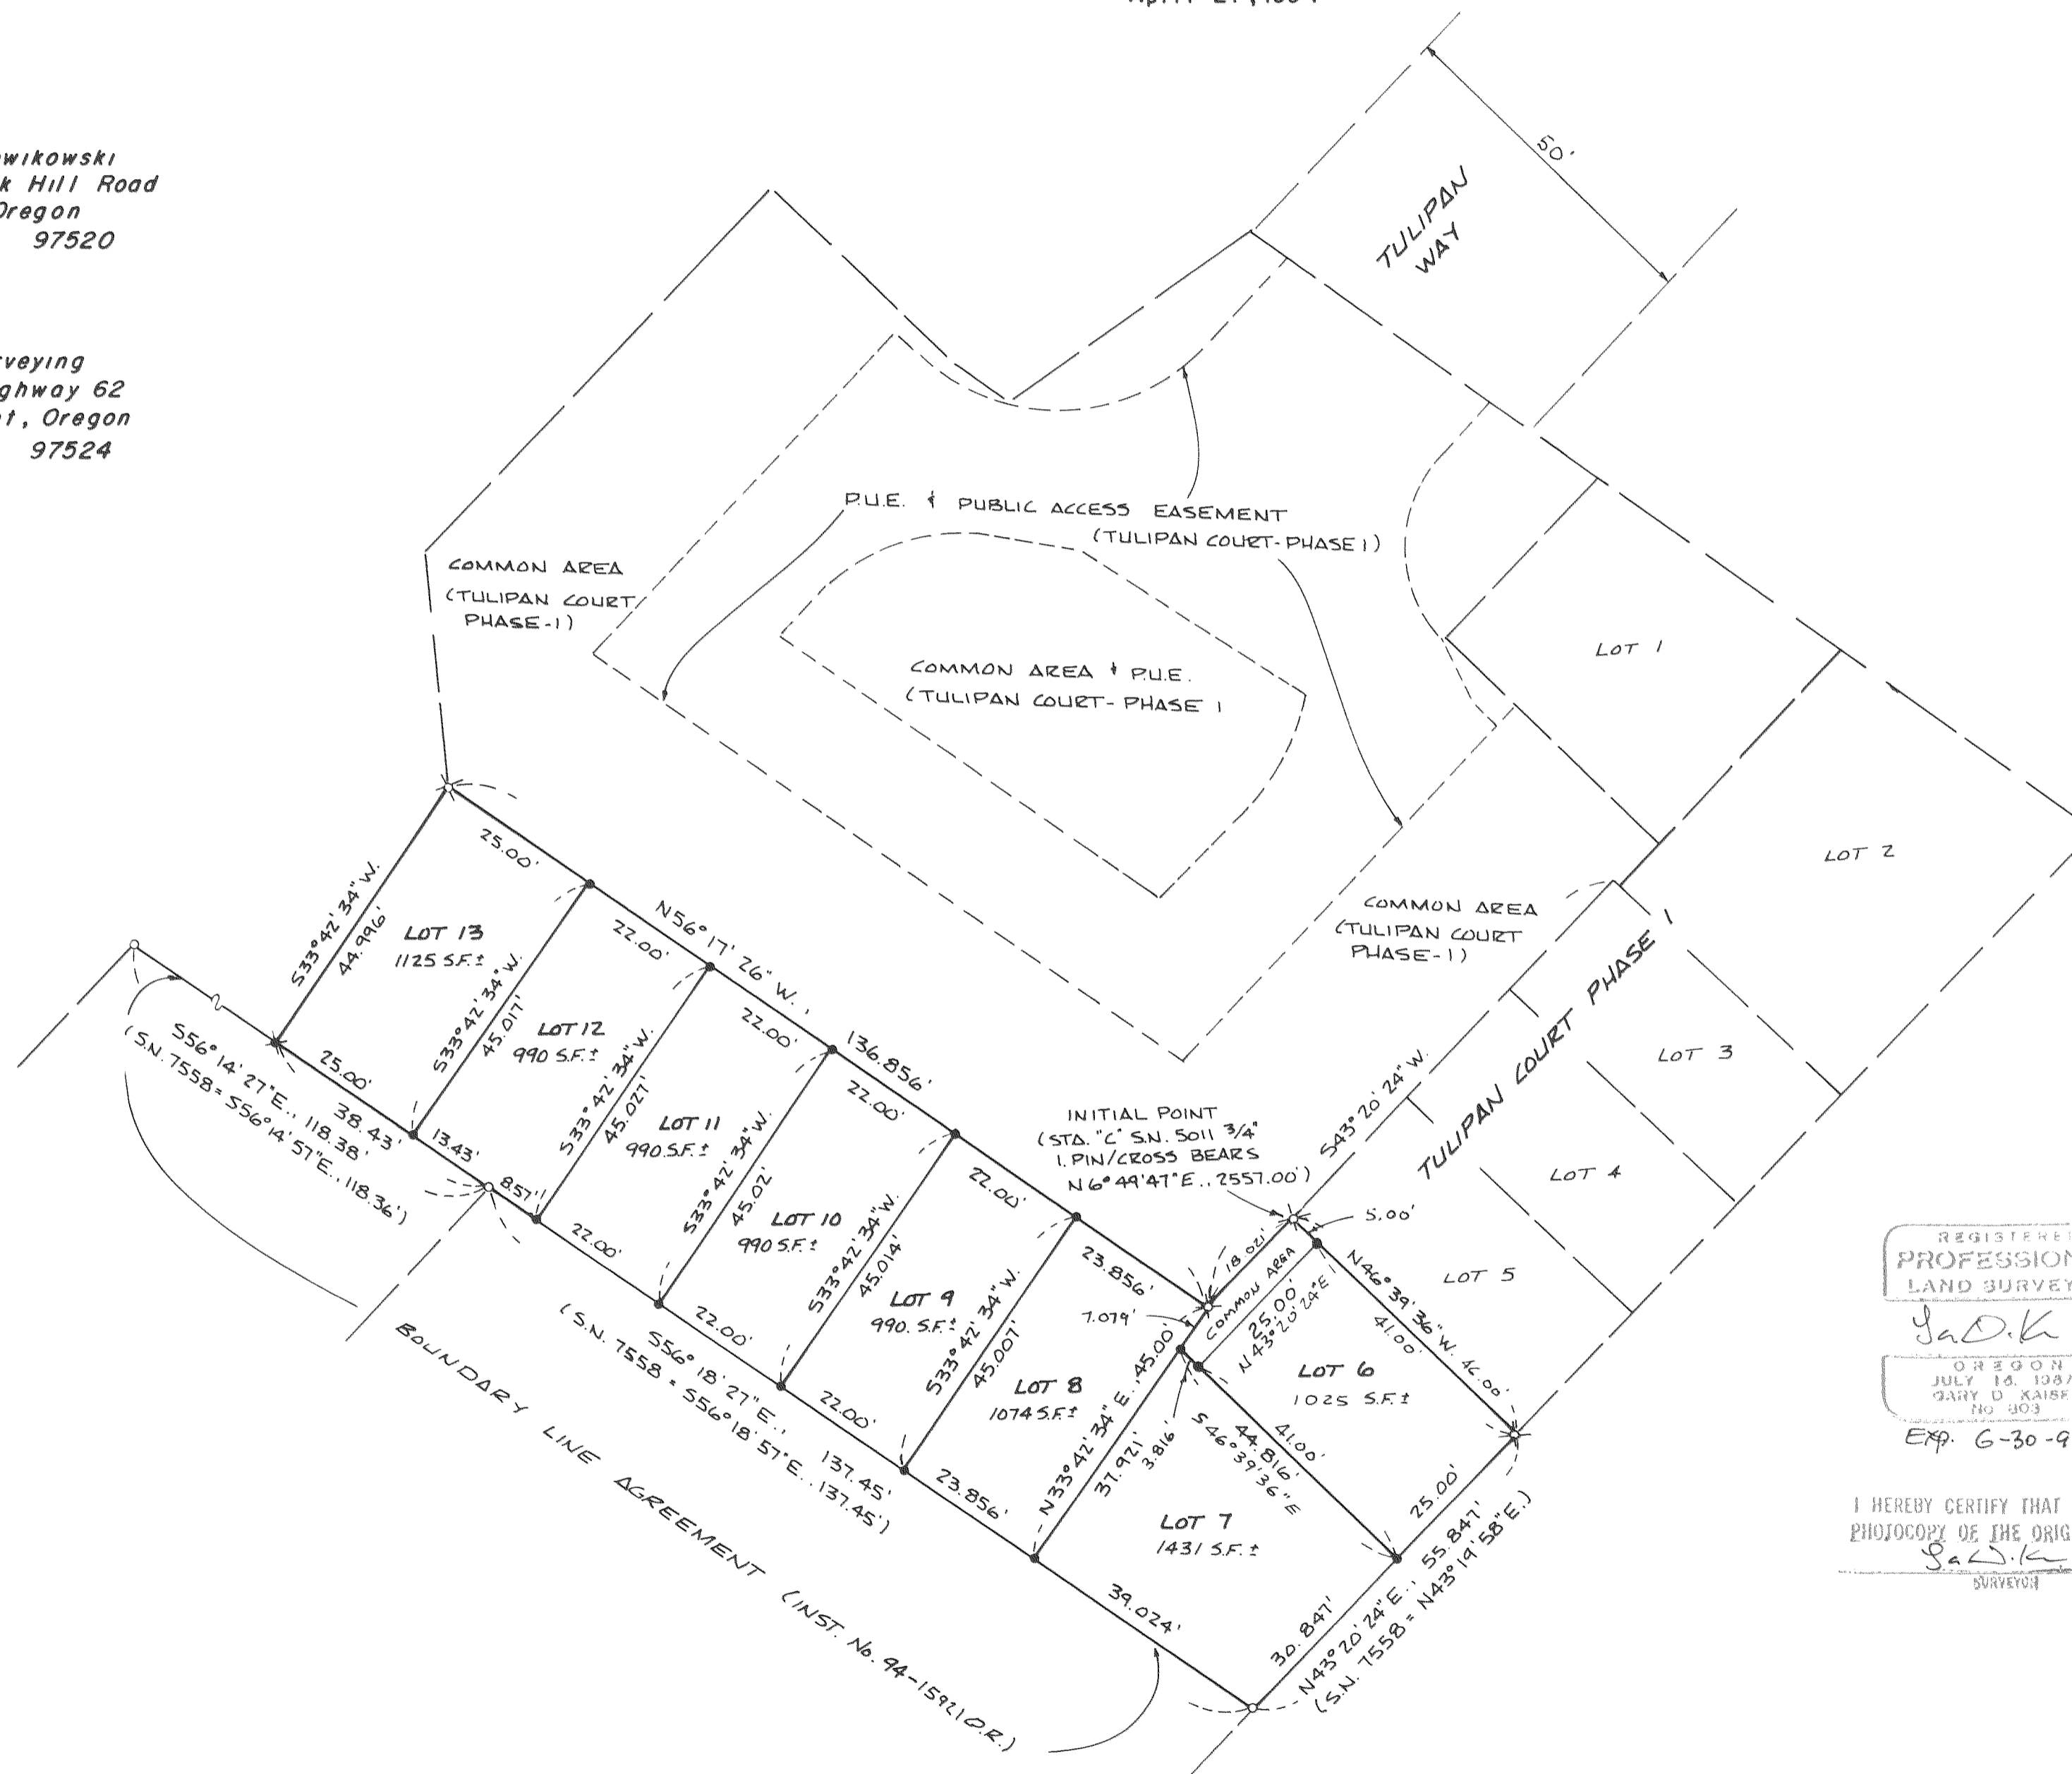 April 27, 1994
wikowski
k Hill Road
Oregon
97520
rveying
ghway 62
t, Oregon
97524
50'
TULIPAN
WAY
P.U.E. & PUBLIC ACCESS EASEMENT
(TULIPAN COURT-PHASE 1)
COMMON AREA
(TULIPAN COURT
PHASE-1)
COMMON AREA & P.U.E.
(TULIPAN COURT-PHASE 1
LOT 1
LOT 2
COMMON AREA
(TULIPAN COURT
PHASE-1)
TULIPAN COURT PHASE 1
LOT 3
LOT 4
LOT 5
S43°20'24"W.
INITIAL POINT
(STA. "C" S.N. 5011 3/4"
I. PIN/CROSS BEARS
N6°49'47"E., 2557.00')
N56°17'26"W., 136.856'
25.00'
22.00'
22.00'
22.00'
22.00'
23.856'
S33°42'34"W.
44.996'
LOT 13
1125 S.F.±
S33°42'34"W.
45.017'
LOT 12
990 S.F.±
S33°42'34"W.
45.027'
LOT 11
990 S.F.±
S33°42'34"W.
45.02'
LOT 10
990 S.F.±
S33°42'34"W.
45.014'
LOT 9
990. S.F.±
S33°42'34"W.
45.007'
LOT 8
1074 S.F.±
N33°42'34"E., 45.00'
37.921'
7.079'
3.816'
18.021'
COMMON AREA
5.00'
25.00'
N43°20'24"E
N46°39'36"W. 46.00'
41.00'
LOT 6
1025 S.F.±
41.00'
44.816'
S46°39'36"E
LOT 7
1431 S.F.±
25.00'
30.847'
N43°20'24"E., 55.847'
(S.N. 7558 = N43°19'58"E.)
25.00'
13.43'
8.57'
22.00'
22.00'
22.00'
23.856'
39.024'
38.43'
S56°14'27"E., 118.38'
(S.N. 7558 = S56°14'57"E., 118.36')
S56°18'27"E., 137.45'
(S.N. 7558 = S56°18'57"E., 137.45')
BOUNDARY LINE AGREEMENT (INST. No. 94-15921 O.R.)
REGISTERE
PROFESSION
LAND SURVEY
OREGON
JULY 18, 198
GARY D. KAISE
No 803
EXP. 6-30-9
I HEREBY CERTIFY THAT
PHOTOCOPY OF THE ORIG
SURVEYOR